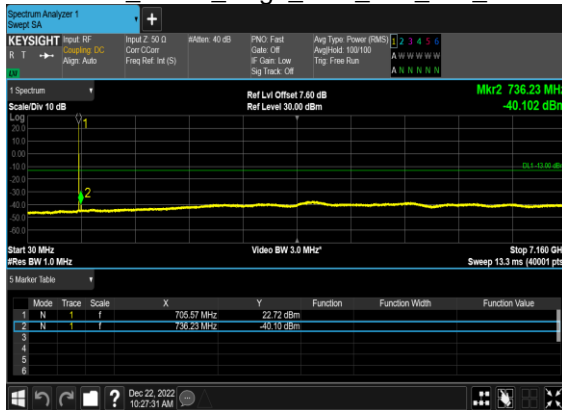 Spectrum Analyzer 1
Swept SA
+
KEYSIGHT Input: RF Input Z: 50 Ω #Atten: 40 dB PNO: Fast Avg Type: Power (RMS) 1 2 3 4 5 6
R T Coupling: DC Corr CCorr Gate: Off Avg|Hold: 100/100 A W W W W W
Align: Auto Freq Ref: Int (S) IF Gain: Low Trig: Free Run
LXI Sig Track: Off A N N N N N
1 Spectrum Ref Lvl Offset 7.60 dB Mkr2 736.23 MHz
Scale/Div 10 dB Ref Level 30.00 dBm -40.102 dBm
Log
1
20.0
10.0
0.00
-10.0
DL1 -13.00 dBm
-20.0
-30.0
2
-40.0
-50.0
-60.0
Start 30 MHz Video BW 3.0 MHz* Stop 7.160 GHz
#Res BW 1.0 MHz Sweep 13.3 ms (40001 pts)
5 Marker Table
Mode Trace Scale X Y Function Function Width Function Value
1 N 1 f 705.57 MHz 22.72 dBm
2 N 1 f 736.23 MHz -40.10 dBm
3
4
5
6
? Dec 22, 2022
10:27:31 AM